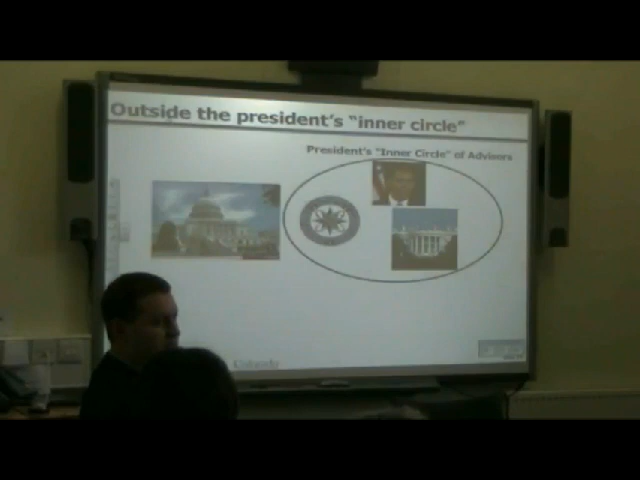 Outside the president's "inner circle"
President's "Inner Circle" of Advisors